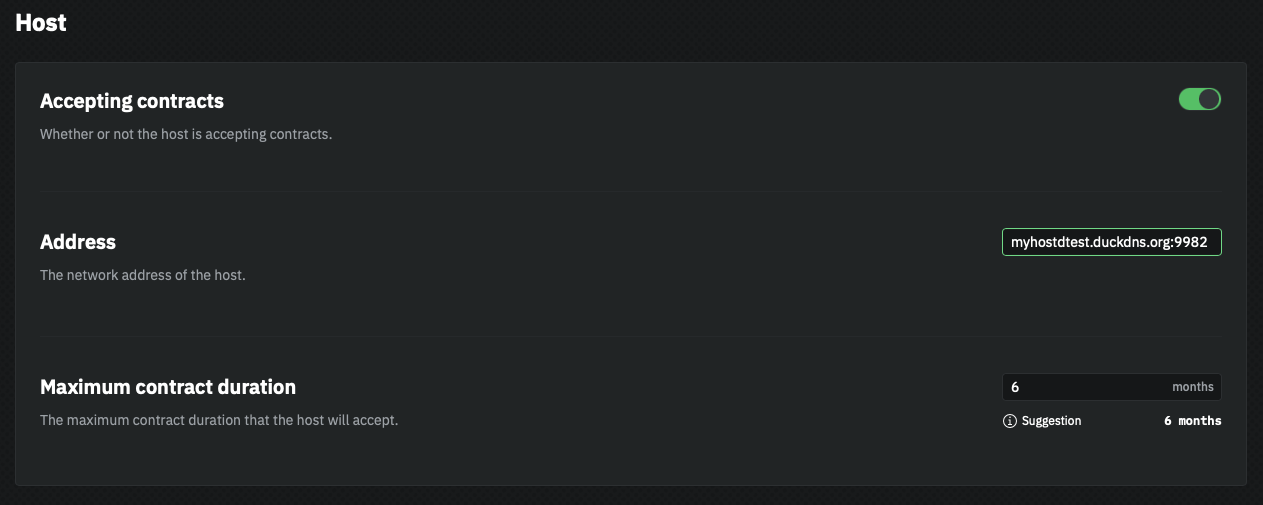 Host
Accepting contracts
Whether or not the host is accepting contracts.
Address
myhostdtest.duckdns.org:9982
The network address of the host.
Maximum contract duration
6 months
The maximum contract duration that the host will accept.
Suggestion 6 months